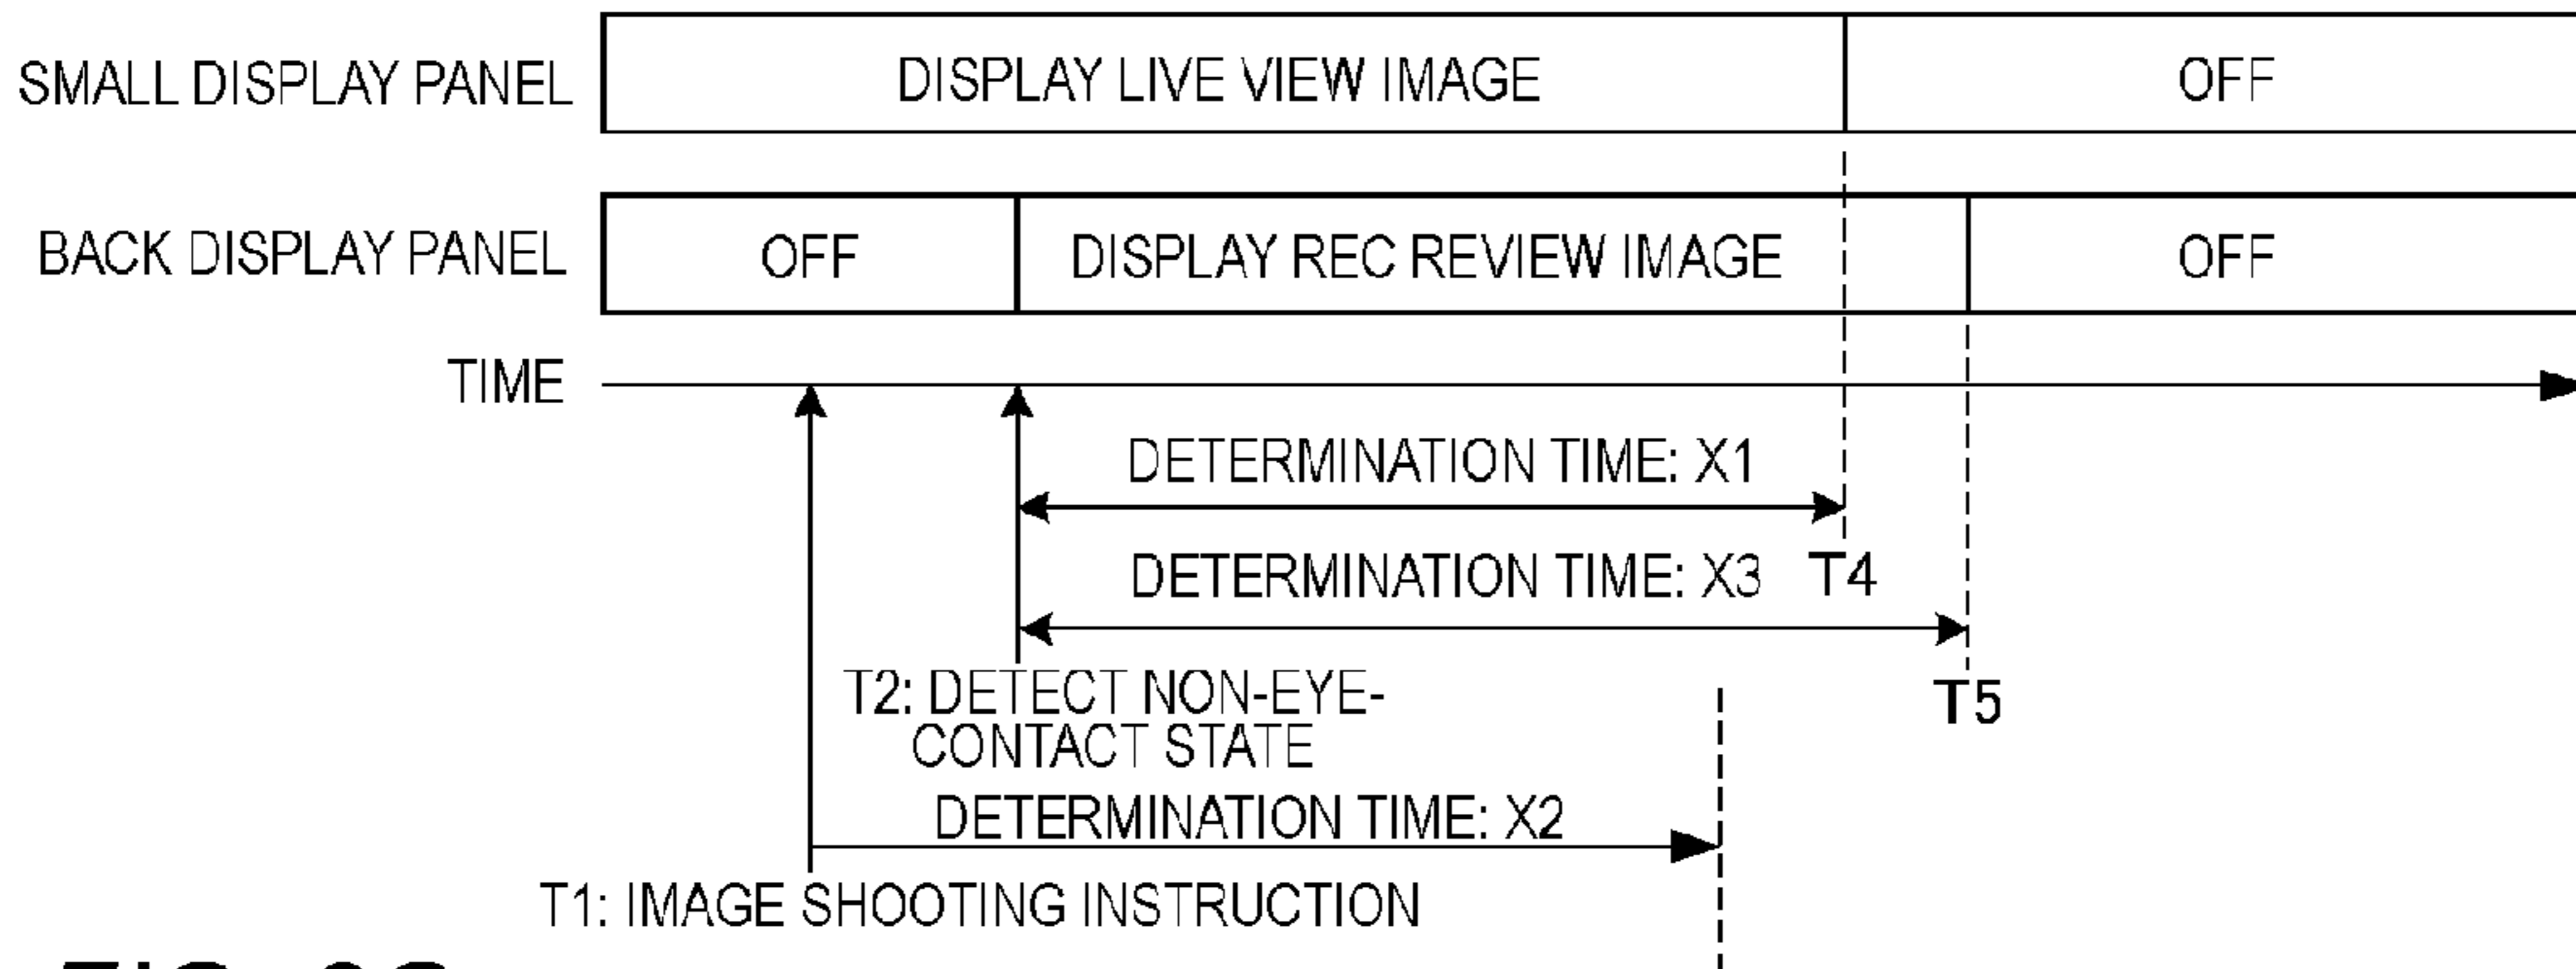 SMALL DISPLAY PANEL
DISPLAY LIVE VIEW IMAGE
OFF
BACK DISPLAY PANEL
OFF
DISPLAY REC REVIEW IMAGE
OFF
TIME
DETERMINATION TIME: X1
T4
DETERMINATION TIME: X3
T5
T2: DETECT NON-EYE-
CONTACT STATE
DETERMINATION TIME: X2
T1: IMAGE SHOOTING INSTRUCTION